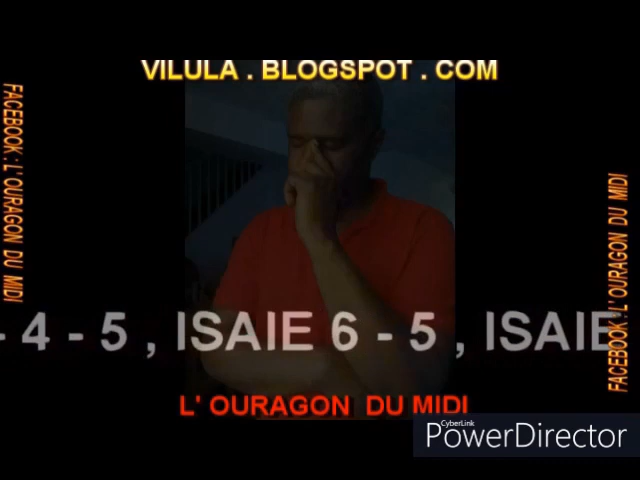 VILULA . BLOGSPOT . COM
FACEBOOK : L' OURAGON DU MIDI
FACEBOOK : L' OURAGON DU MIDI
- 4 - 5 , ISAIE 6 - 5 , ISAIE
L' OURAGON DU MIDI
CyberLink
PowerDirector